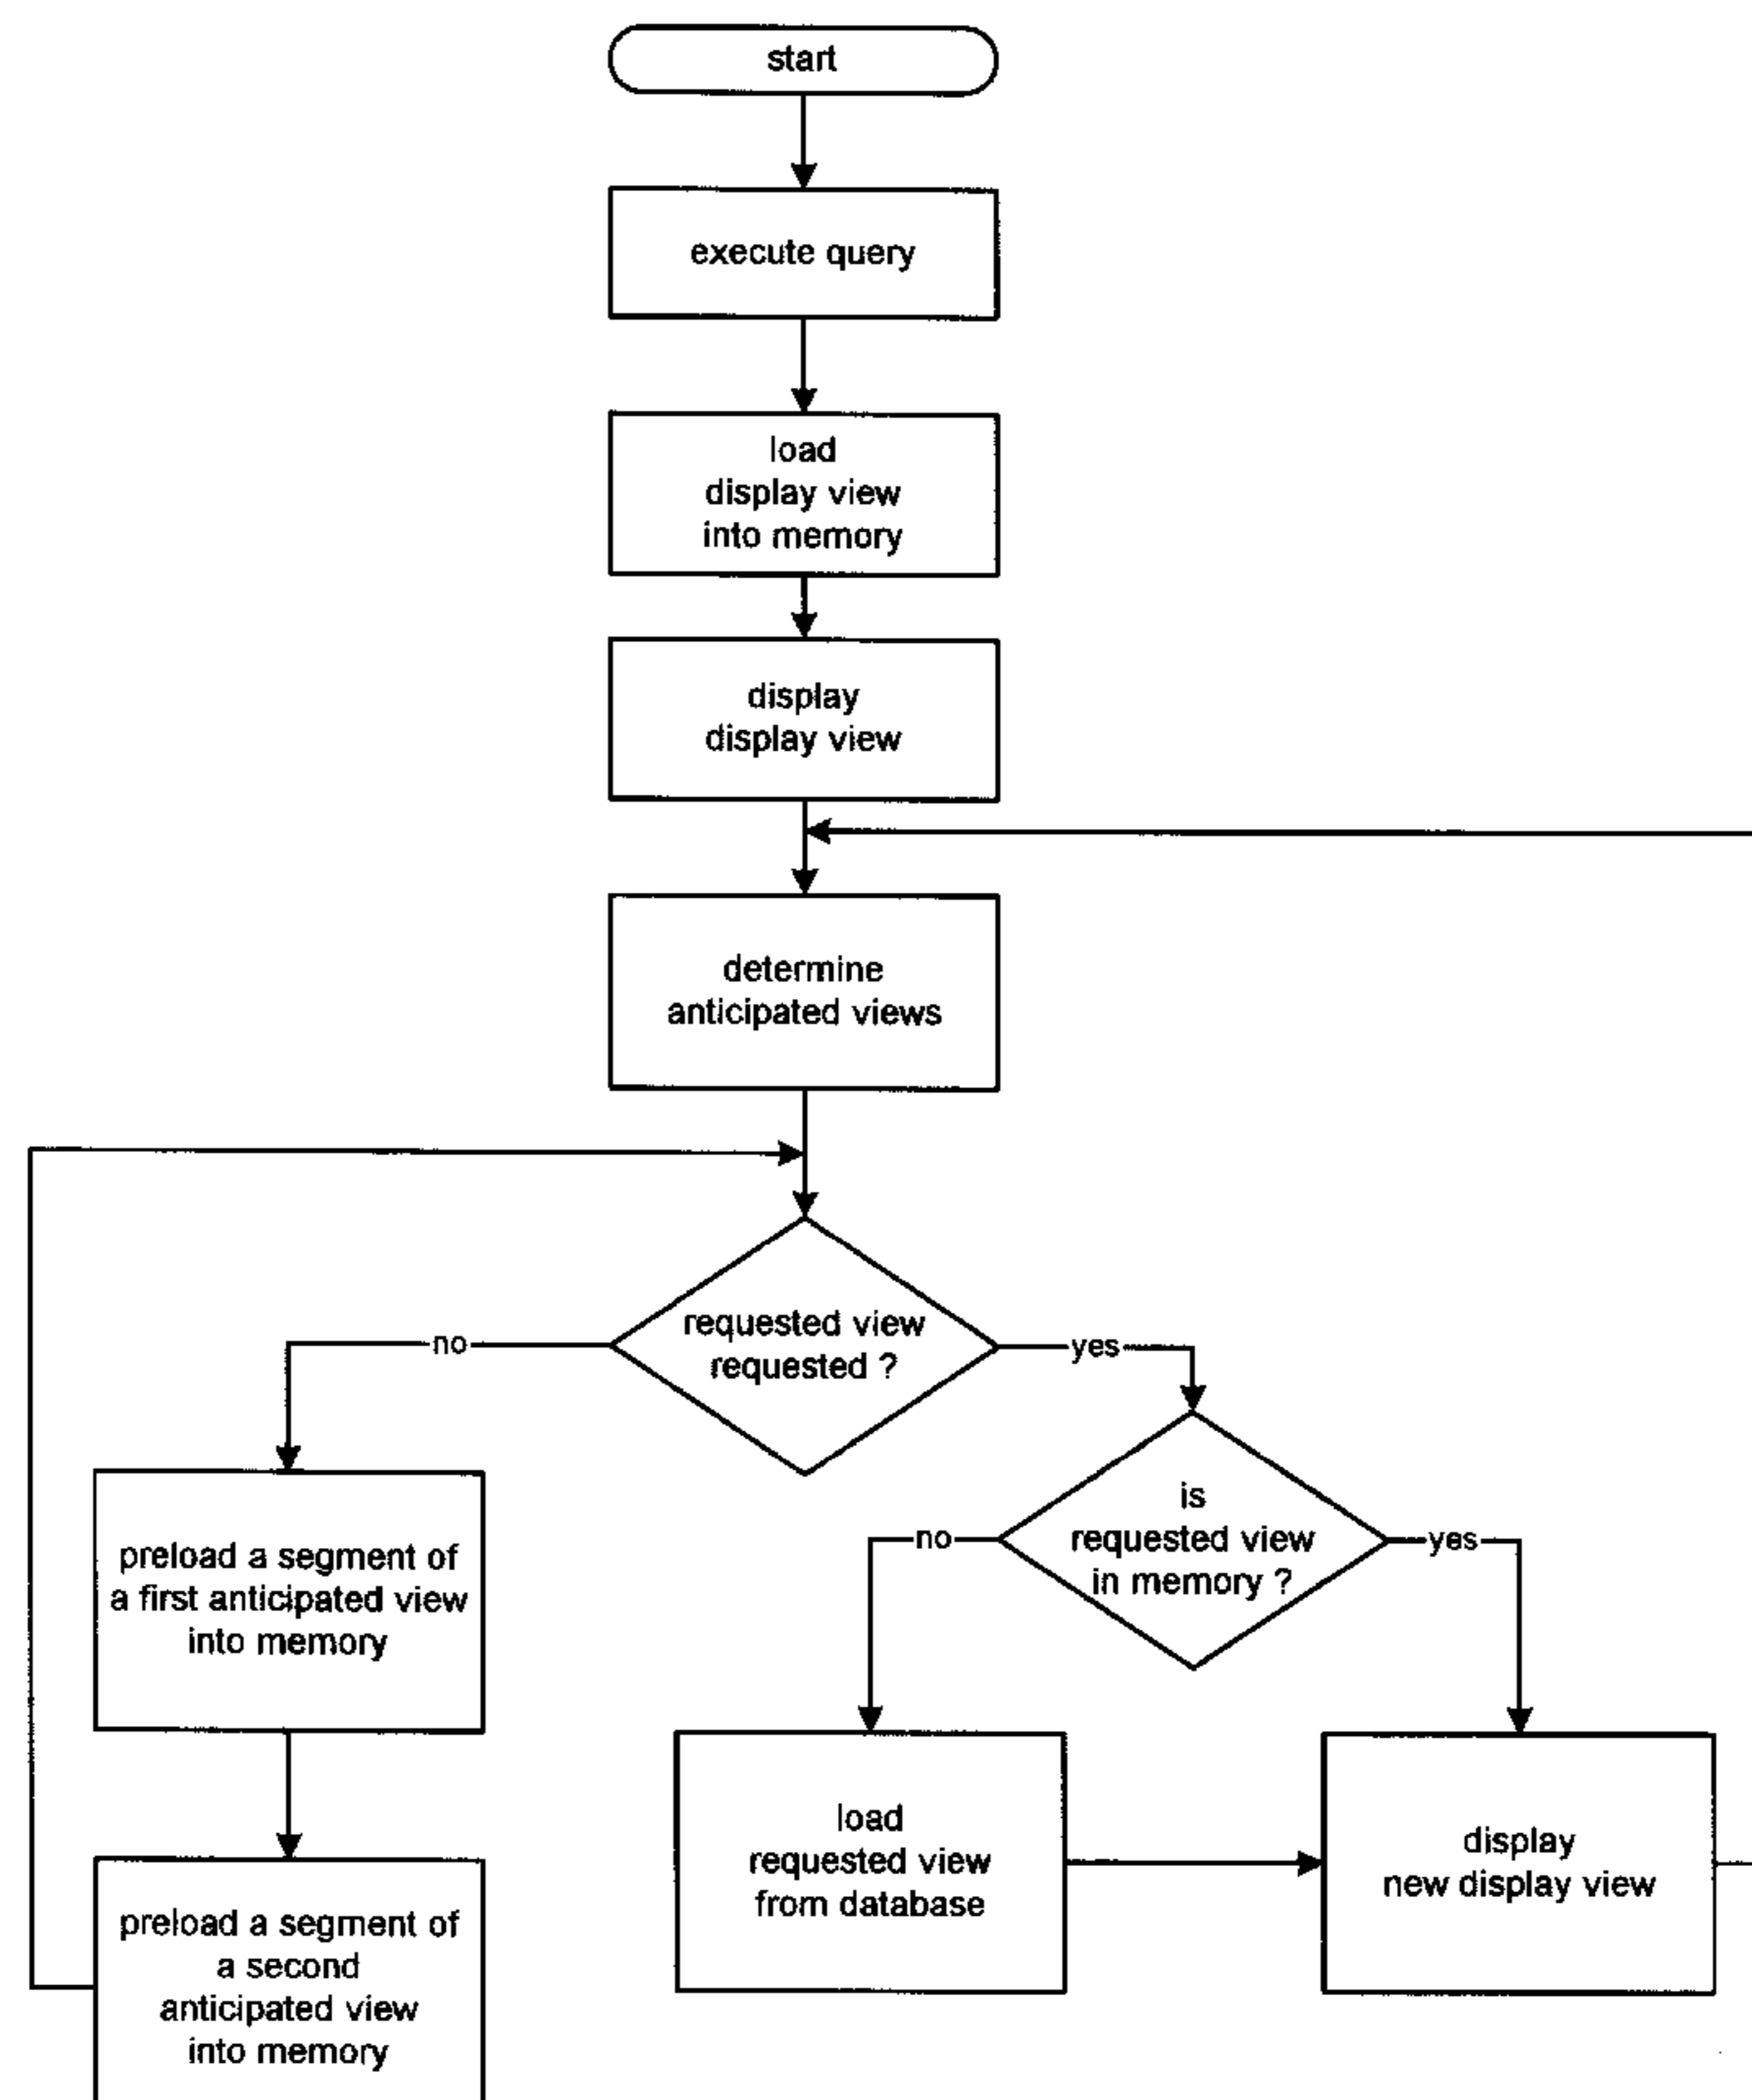 start
execute query
load
display view
into memory
display
display view
determine
anticipated views
requested view
requested ?
no
yes
is
requested view
in memory ?
no
yes
preload a segment of
a first anticipated view
into memory
load
requested view
from database
display
new display view
preload a segment of
a second
anticipated view
into memory